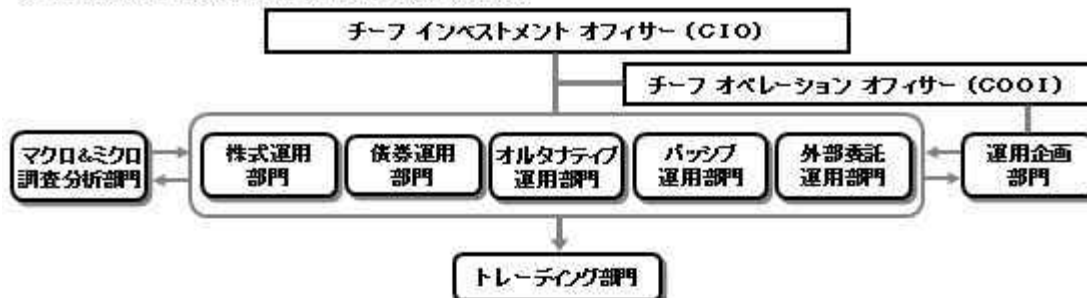 チーフ インベストメント オフィサー (CIO)
チーフ オペレーション オフィサー (COOI)
マクロ&ミクロ
調査分析部門
株式運用
部門
債券運用
部門
オルタナティブ
運用部門
パッシブ
運用部門
外部委託
運用部門
運用企画
部門
トレーディング部門